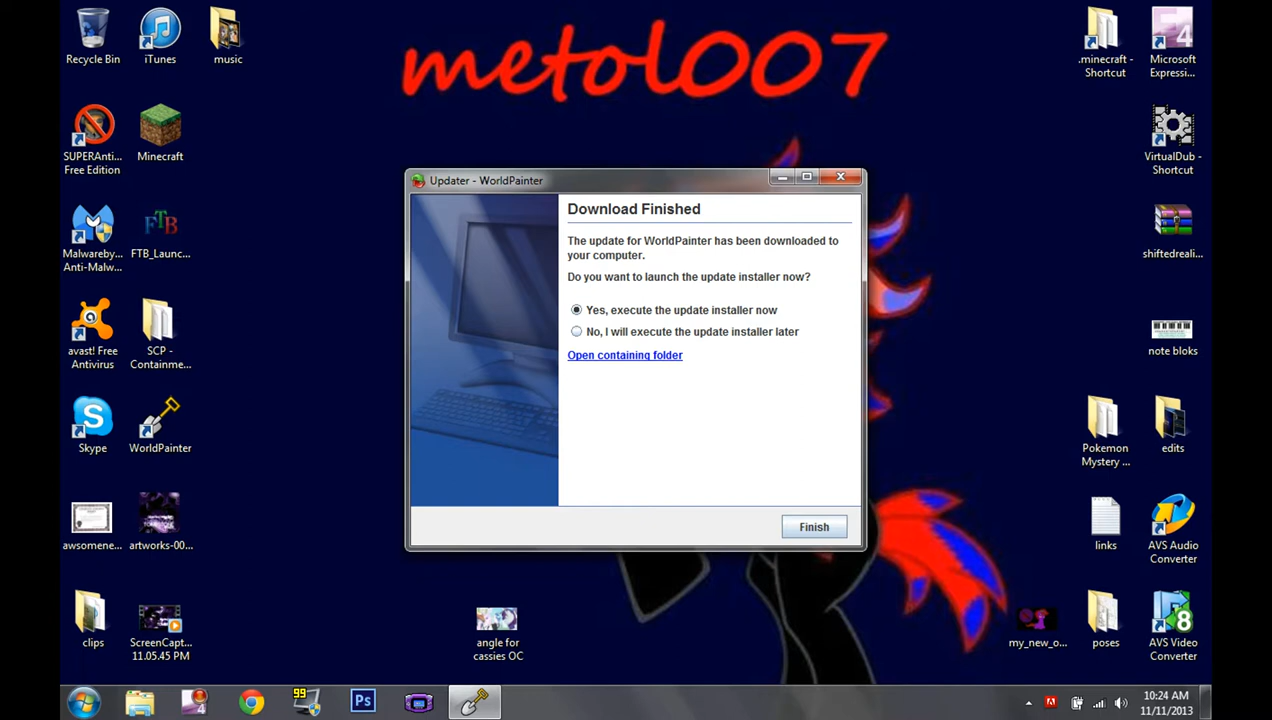 metol007
Recycle Bin
iTunes
music
.minecraft -
Shortcut
Microsoft
Expressi...
SUPERAnti...
Free Edition
Minecraft
VirtualDub -
Shortcut
Malwareby...
Anti-Malw...
FTB
FTB_Launc...
shiftedreali...
avast! Free
Antivirus
SCP -
Containme...
note bloks
Skype
WorldPainter
Pokemon
Mystery ...
edits
awsomene...
artworks-00...
links
AVS Audio
Converter
clips
ScreenCapt...
11.05.45 PM
angle for
cassies OC
my_new_o...
poses
AVS Video
Converter
Updater - WorldPainter
Download Finished
The update for WorldPainter has been downloaded to
your computer.
Do you want to launch the update installer now?
Yes, execute the update installer now
No, I will execute the update installer later
Open containing folder
Finish
4
99
Ps
10:24 AM
11/11/2013